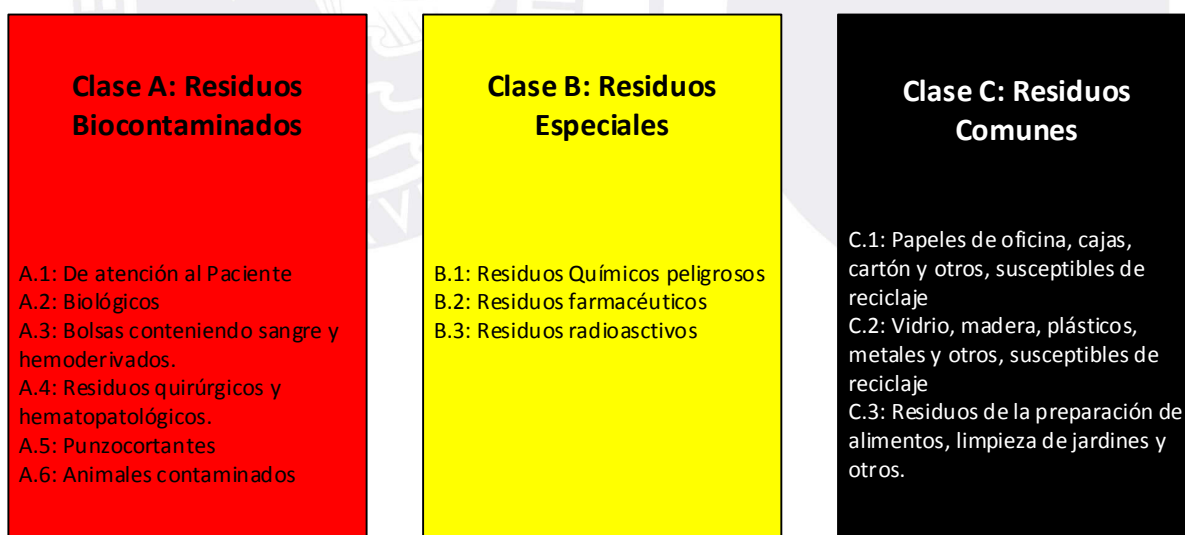 Clase A: Residuos
Biocontaminados
A.1: De atención al Paciente
A.2: Biológicos
A.3: Bolsas conteniendo sangre y
hemoderivados.
A.4: Residuos quirúrgicos y
hematopatológicos.
A.5: Punzocortantes
A.6: Animales contaminados
Clase B: Residuos
Especiales
B.1: Residuos Químicos peligrosos
B.2: Residuos farmacéuticos
B.3: Residuos radioasctivos
Clase C: Residuos
Comunes
C.1: Papeles de oficina, cajas,
cartón y otros, susceptibles de
reciclaje
C.2: Vidrio, madera, plásticos,
metales y otros, susceptibles de
reciclaje
C.3: Residuos de la preparación de
alimentos, limpieza de jardines y
otros.